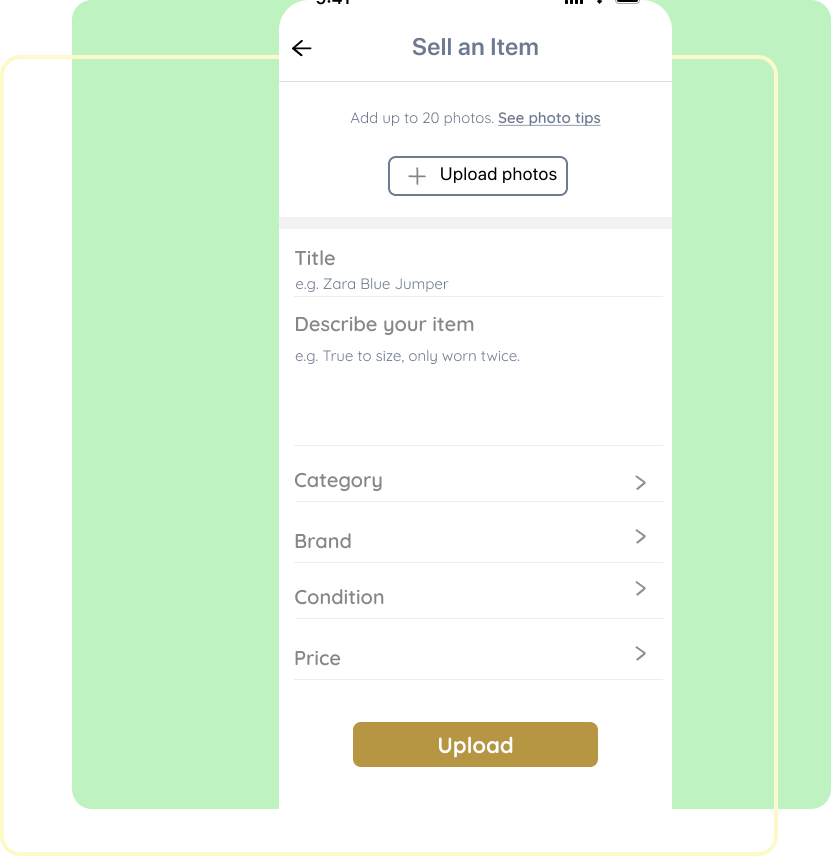 Sell an Item
Add up to 20 photos. See photo tips
Upload photos
Title
e.g. Zara Blue Jumper
Describe your item
e.g. True to size, only worn twice.
Category
Brand
Condition
Price
Upload